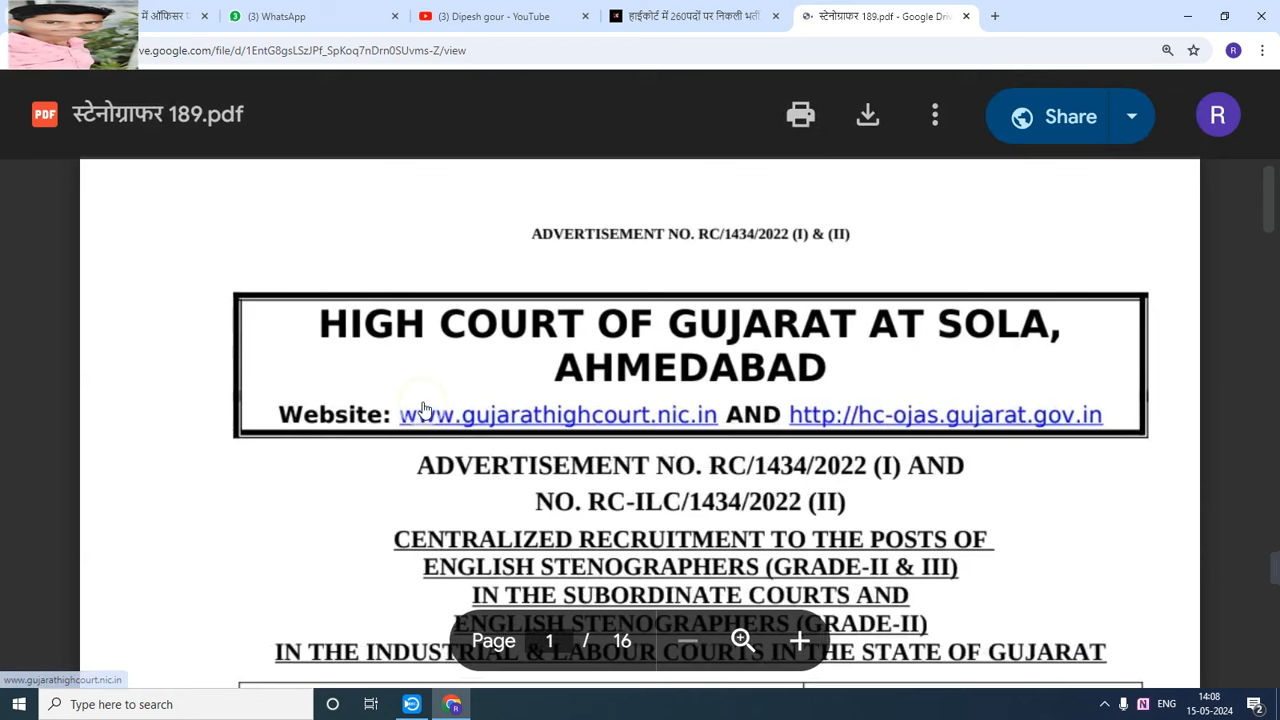 में ऑफिसर प
(3) WhatsApp
(3) Dipesh gour - YouTube
हाईकोर्ट में 260पदों पर निकली भर्ती
स्टेनोग्राफर 189.pdf - Google Dri
ve.google.com/file/d/1EntG8gsLSzJPf_SpKoq7nDrn0SUvms-Z/view
R
PDF
स्टेनोग्राफर 189.pdf
Share
R
ADVERTISEMENT NO. RC/1434/2022 (I) & (II)
HIGH COURT OF GUJARAT AT SOLA,
AHMEDABAD
Website: www.gujarathighcourt.nic.in AND http://hc-ojas.gujarat.gov.in
ADVERTISEMENT NO. RC/1434/2022 (I) AND
NO. RC-ILC/1434/2022 (II)
CENTRALIZED RECRUITMENT TO THE POSTS OF
ENGLISH STENOGRAPHERS (GRADE-II & III)
IN THE SUBORDINATE COURTS AND
ENGLISH STENOGRAPHERS (GRADE-II)
IN THE INDUSTRIAL & LABOUR COURTS IN THE STATE OF GUJARAT
Page 1 / 16
www.gujarathighcourt.nic.in
Type here to search
ENG
14:08
15-05-2024
2